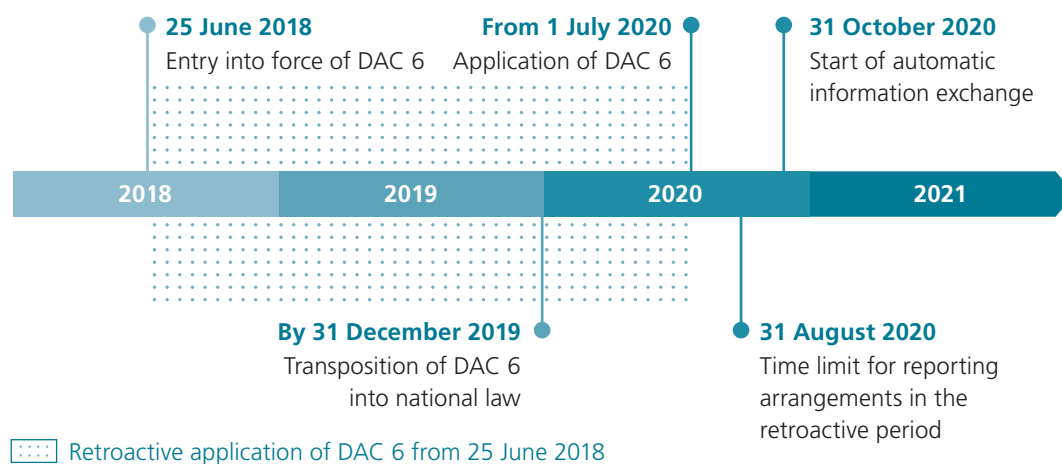 25 June 2018
Entry into force of DAC 6
From 1 July 2020
Application of DAC 6
31 October 2020
Start of automatic
information exchange
2018
2019
2020
2021
By 31 December 2019
Transposition of DAC 6
into national law
31 August 2020
Time limit for reporting
arrangements in the
retroactive period
Retroactive application of DAC 6 from 25 June 2018